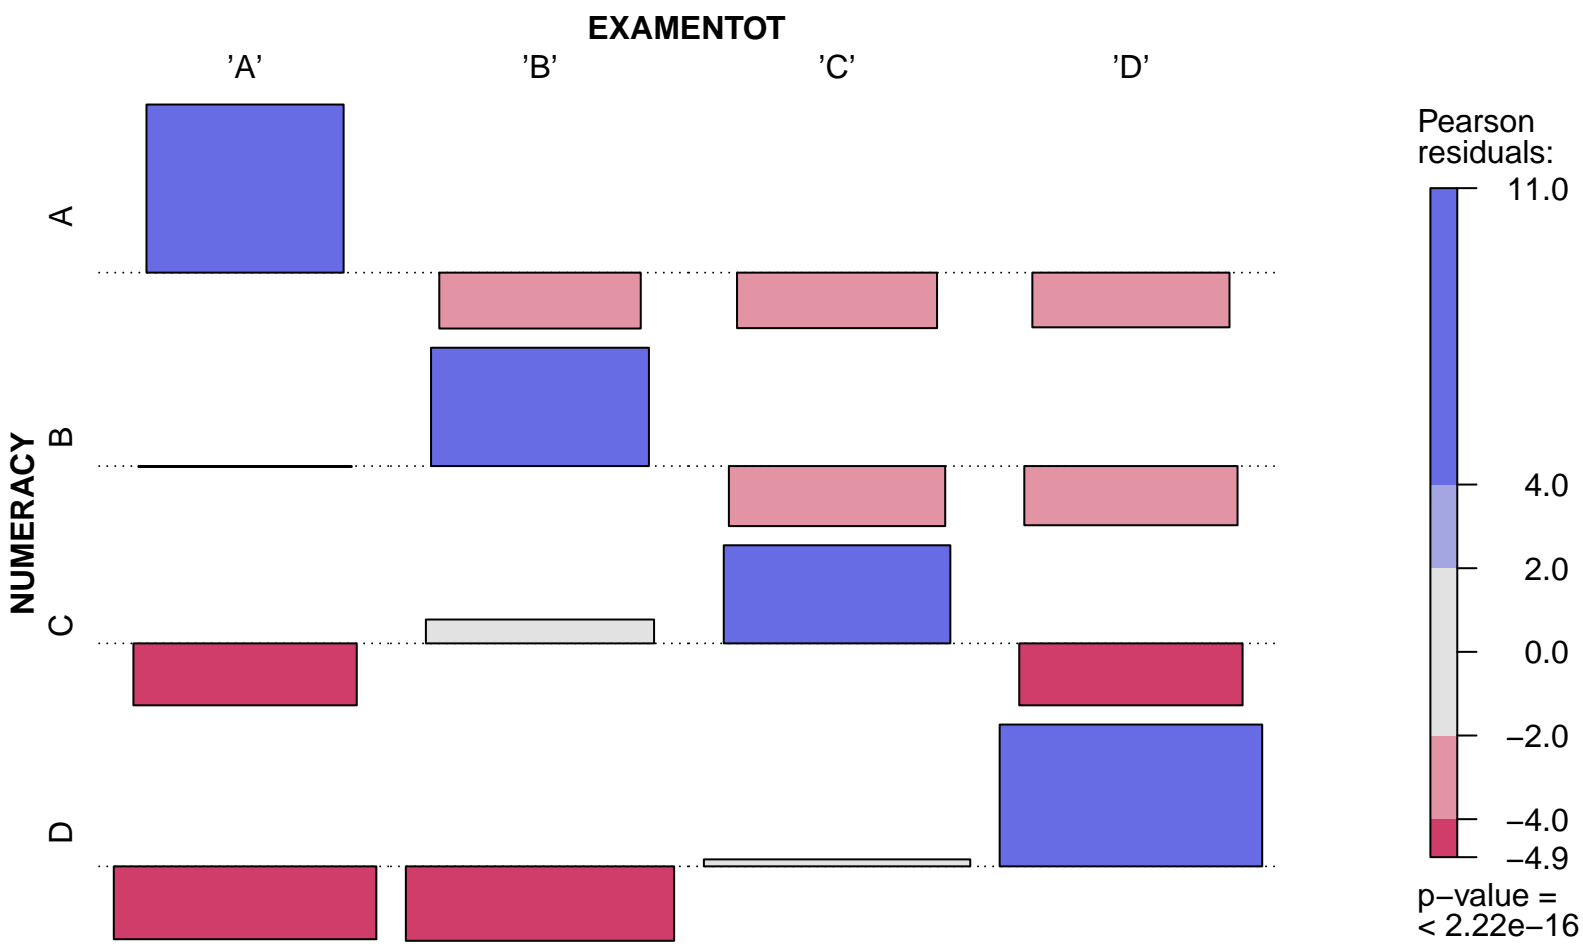 EXAMENTOT
’A’ ’B’ ’C’ ’D’
NUMERACY
A
B
C
D
Pearson
residuals:
11.0
4.0
2.0
0.0
−2.0
−4.0
−4.9
p−value =
< 2.22e−16